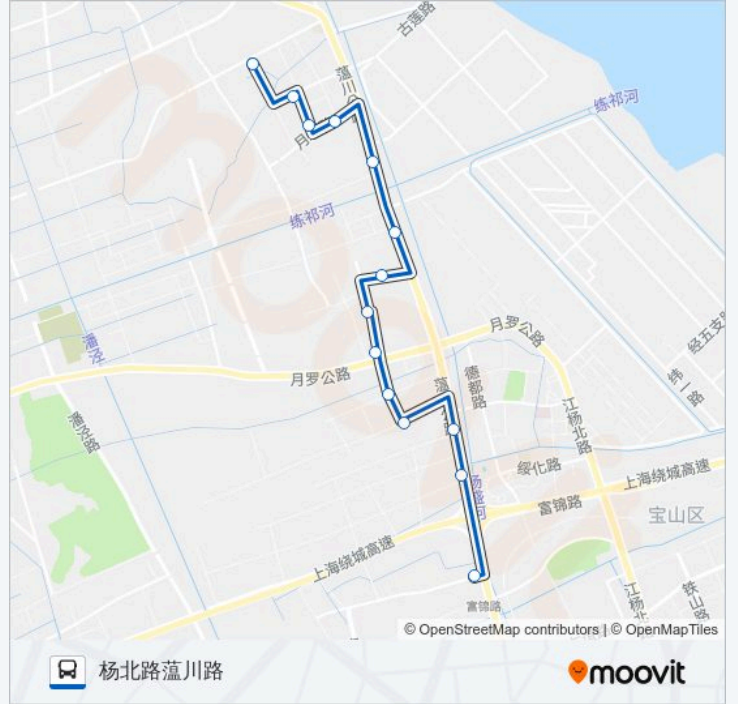 古莲路
蕰川公路
练祁河
月
练祁河
潘泾
月罗公路
经五支路
月罗公路
德都路
纬一路
潘泾路
江杨北路
绥化路
上海绕城高速
杨盛河
富锦路
宝山区
上海绕城高速
江杨北
铁山路
富锦路
© OpenStreetMap contributors | © OpenMapTiles
杨北路蕰川路
moovit